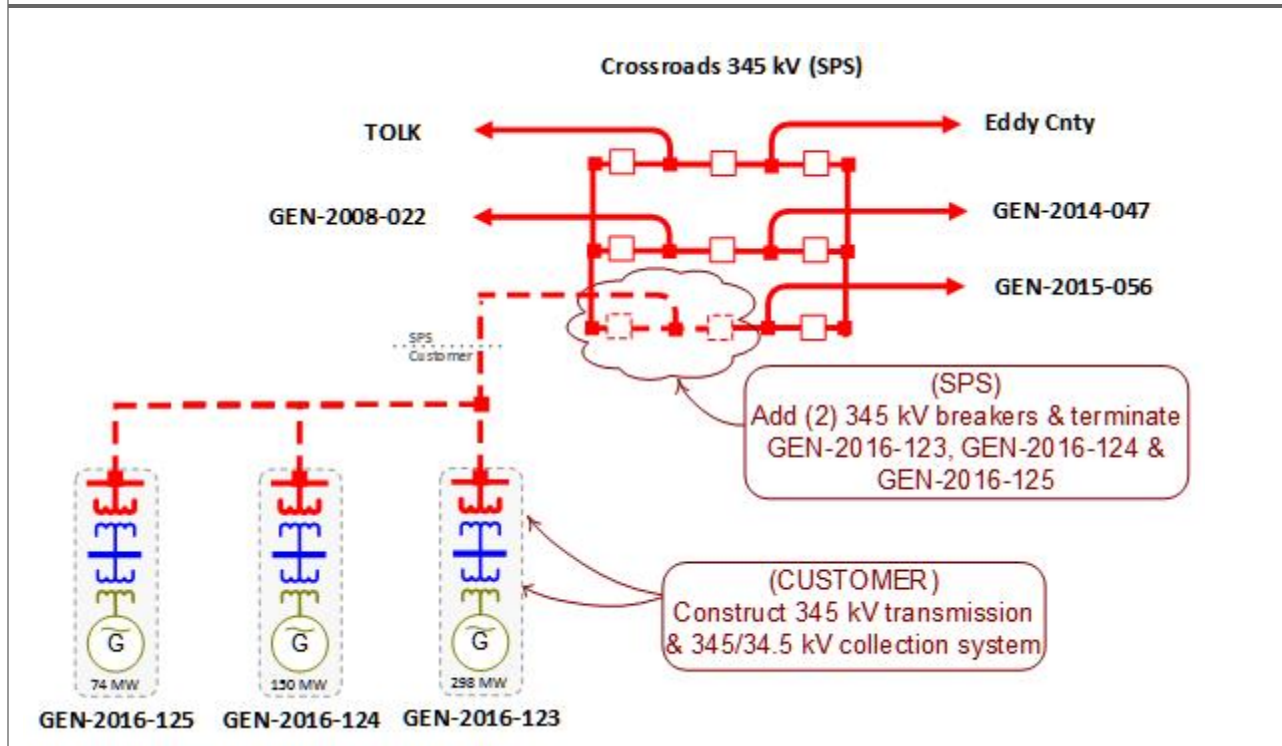 Crossroads 345 kV (SPS)
TOLK
Eddy Cnty
GEN-2008-022
GEN-2014-047
GEN-2015-056
SPS
Customer
(SPS)
Add (2) 345 kV breakers & terminate
GEN-2016-123, GEN-2016-124 &
GEN-2016-125
(CUSTOMER)
Construct 345 kV transmission
& 345/34.5 kV collection system
G
G
G
74 MW
150 MW
298 MW
GEN-2016-125
GEN-2016-124
GEN-2016-123